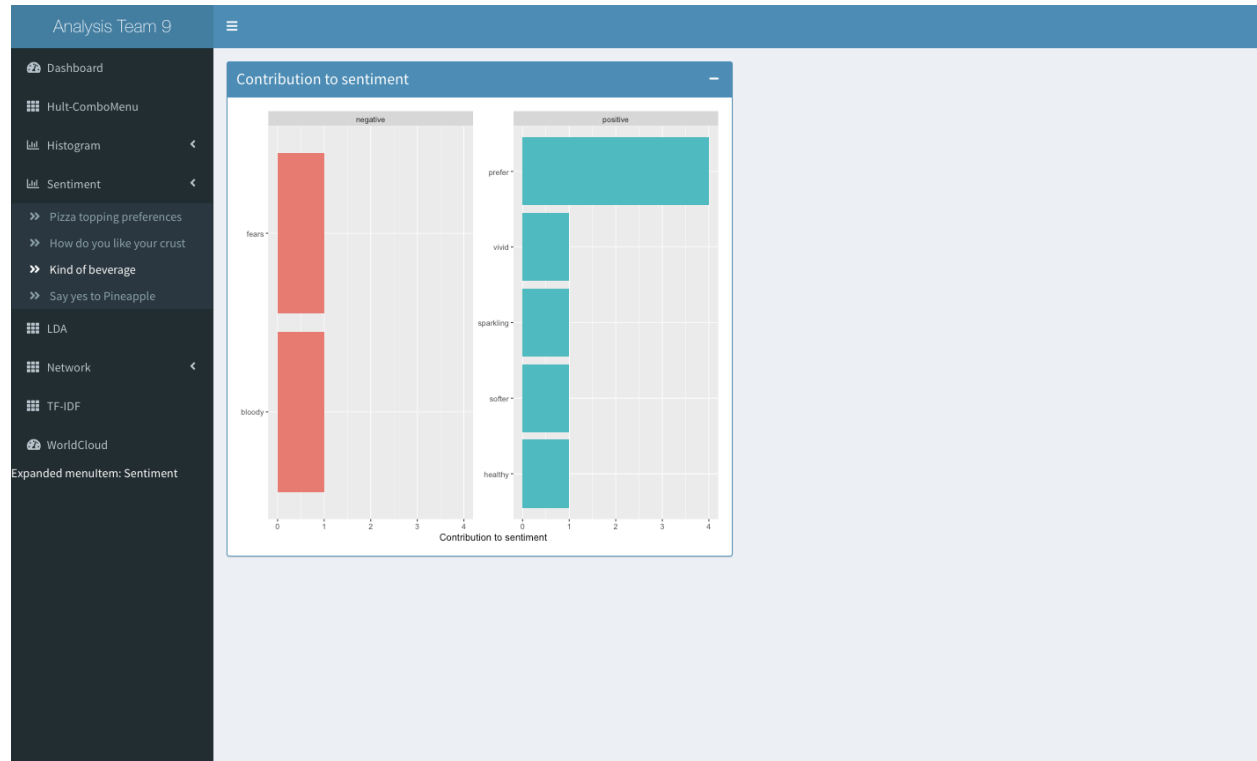 Analysis Team 9
Dashboard
Hult-ComboMenu
Histogram
Sentiment
Pizza topping preferences
How do you like your crust
Kind of beverage
Say yes to Pineapple
LDA
Network
TF-IDF
WorldCloud
Expanded menuItem: Sentiment
Contribution to sentiment
negative
fears
bloody
0 1 2 3 4
positive
prefer
vivid
sparkling
softer
healthy
0 1 2 3 4
Contribution to sentiment